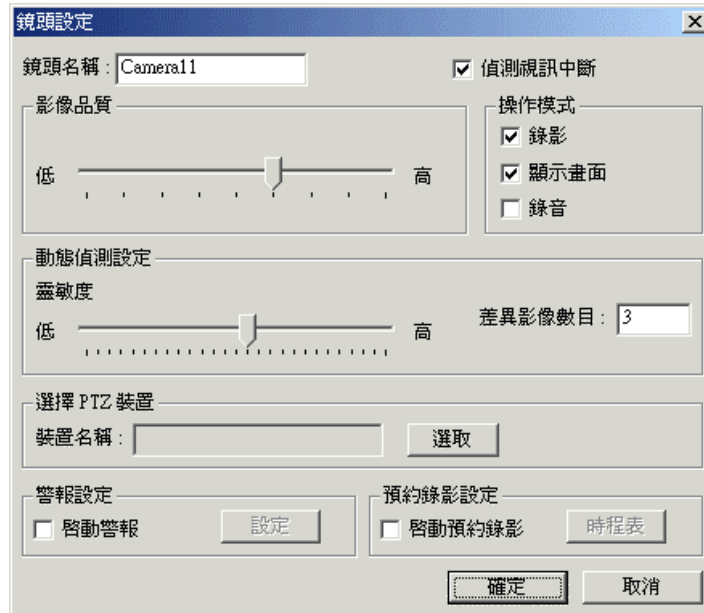 鏡頭設定
鏡頭名稱 : Camera11
偵測視訊中斷
影像品質
低
高
操作模式
錄影
顯示畫面
錄音
動態偵測設定
靈敏度
低
高
差異影像數目 : 3
選擇 PTZ 裝置
裝置名稱 :
選取
警報設定
啟動警報
設定
預約錄影設定
啟動預約錄影
時程表
確定
取消